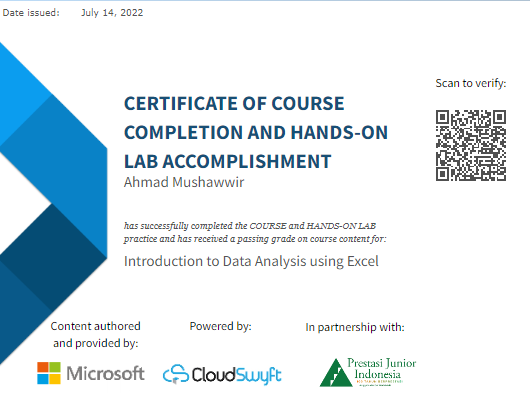 Date issued: July 14, 2022
Scan to verify:
CERTIFICATE OF COURSE
COMPLETION AND HANDS-ON
LAB ACCOMPLISHMENT
Ahmad Mushawwir
has successfully completed the COURSE and HANDS-ON LAB
practice and has received a passing grade on course content for:
Introduction to Data Analysis using Excel
Content authored
and provided by:
Powered by:
In partnership with:
Microsoft
CloudSwyft
Prestasi Junior
Indonesia